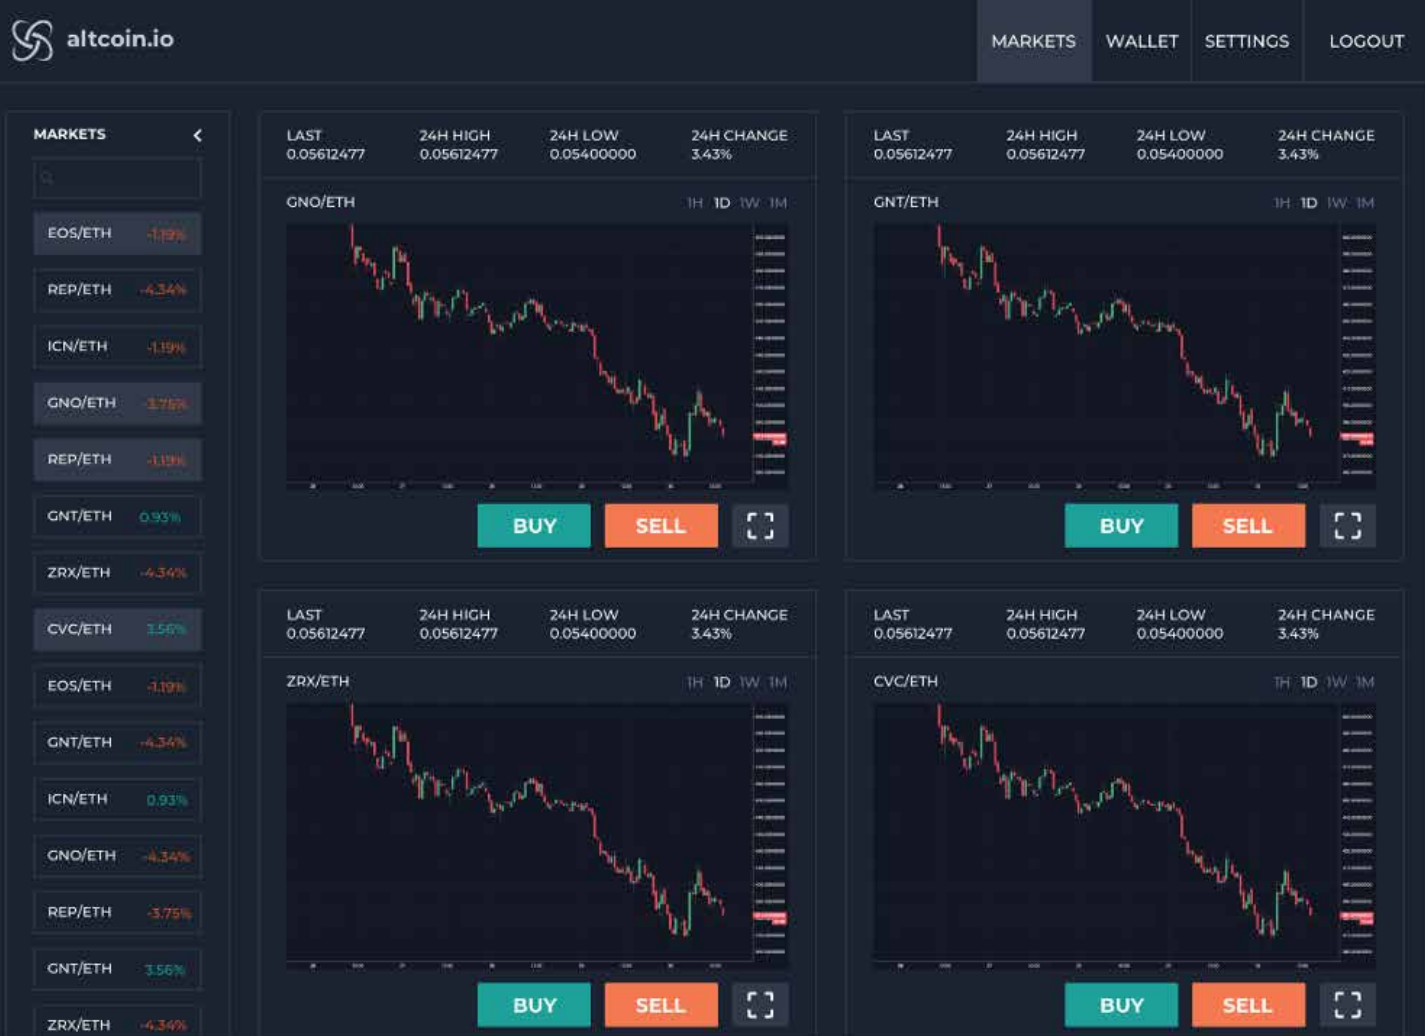 altcoin.io
MARKETS WALLET SETTINGS LOGOUT
MARKETS
EOS/ETH -1.19%
REP/ETH -4.34%
ICN/ETH -1.19%
GNO/ETH -3.75%
REP/ETH -1.19%
GNT/ETH 0.93%
ZRX/ETH -4.34%
CVC/ETH 3.56%
EOS/ETH -1.19%
GNT/ETH -4.34%
ICN/ETH 0.93%
GNO/ETH -4.34%
REP/ETH -3.75%
GNT/ETH 3.56%
ZRX/ETH -4.34%
LAST 24H HIGH 24H LOW 24H CHANGE
0.05612477 0.05612477 0.05400000 3.43%
GNO/ETH 1H 1D 1W 1M
BUY SELL
LAST 24H HIGH 24H LOW 24H CHANGE
0.05612477 0.05612477 0.05400000 3.43%
GNT/ETH 1H 1D 1W 1M
BUY SELL
LAST 24H HIGH 24H LOW 24H CHANGE
0.05612477 0.05612477 0.05400000 3.43%
ZRX/ETH 1H 1D 1W 1M
BUY SELL
LAST 24H HIGH 24H LOW 24H CHANGE
0.05612477 0.05612477 0.05400000 3.43%
CVC/ETH 1H 1D 1W 1M
BUY SELL